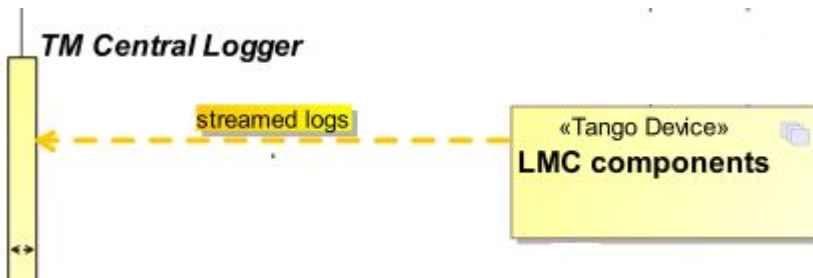 TM Central Logger
streamed logs
«Tango Device»
LMC components